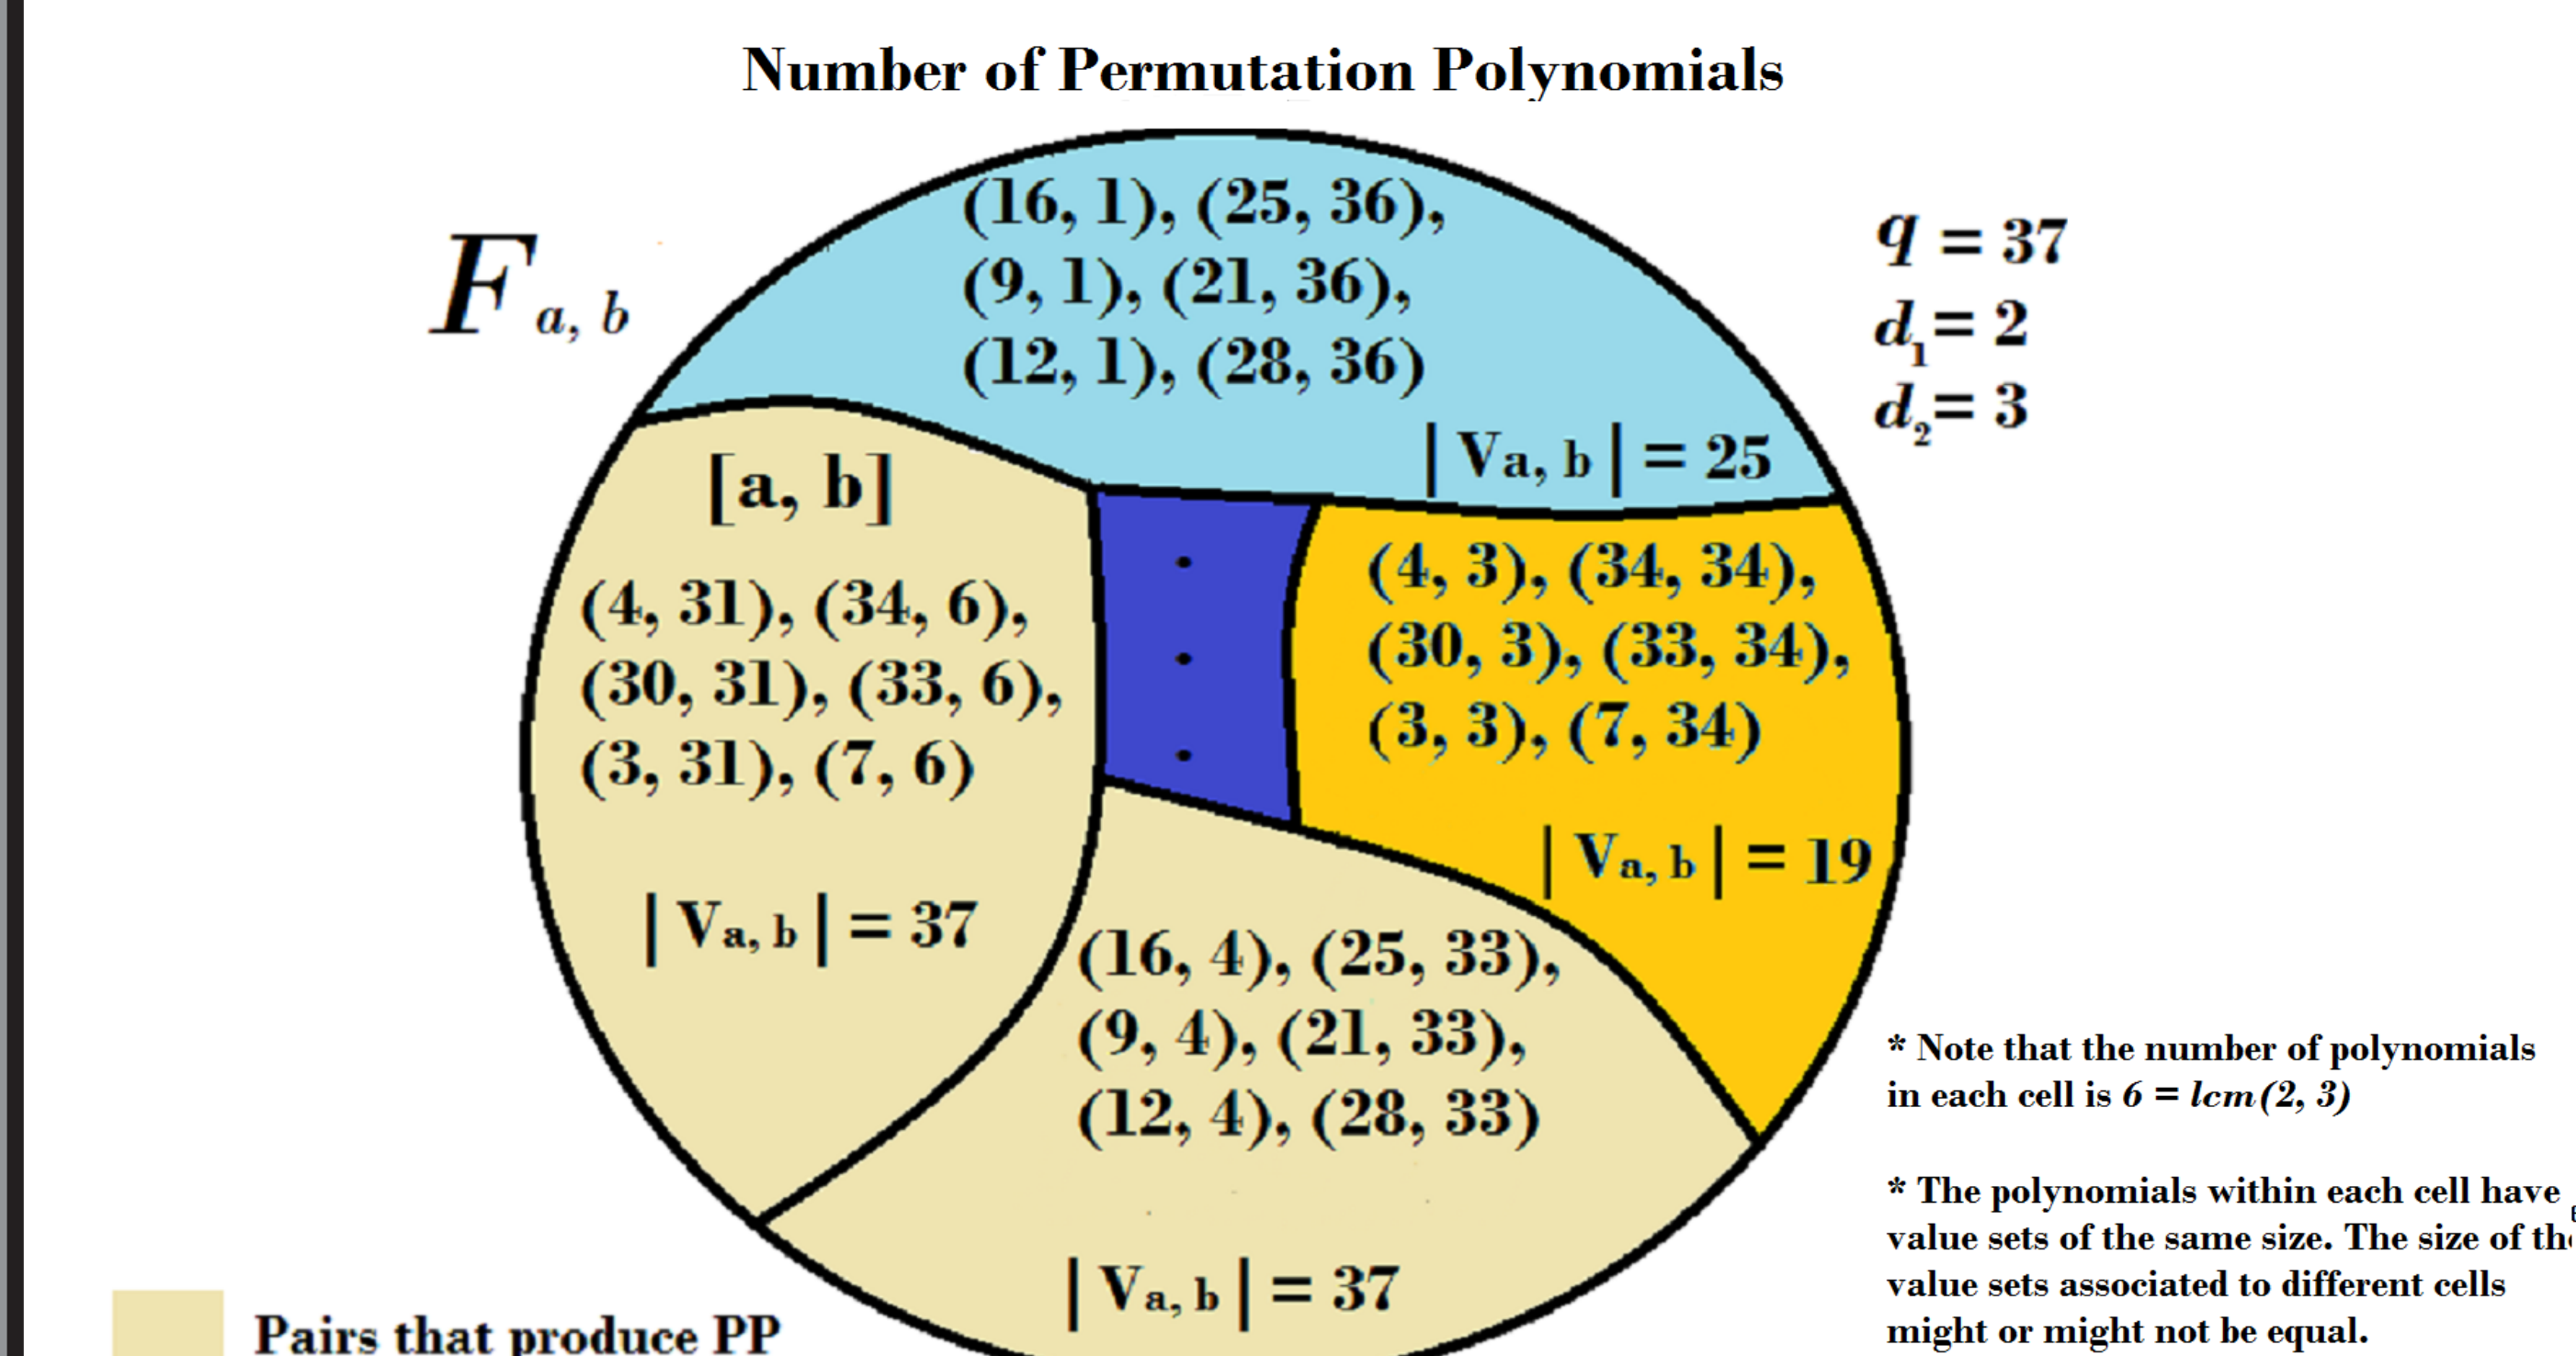 Number of Permutation Polynomials
F a, b
(16, 1), (25, 36),
(9, 1), (21, 36),
(12, 1), (28, 36)
| Va, b | = 25
q = 37
d₁= 2
d₂= 3
[a, b]
(4, 31), (34, 6),
(30, 31), (33, 6),
(3, 31), (7, 6)
| Va, b | = 37
(4, 3), (34, 34),
(30, 3), (33, 34),
(3, 3), (7, 34)
| Va, b | = 19
(16, 4), (25, 33),
(9, 4), (21, 33),
(12, 4), (28, 33)
| Va, b | = 37
* Note that the number of polynomials
in each cell is 6 = lcm(2, 3)
* The polynomials within each cell have
value sets of the same size. The size of the
value sets associated to different cells
might or might not be equal.
Pairs that produce PP